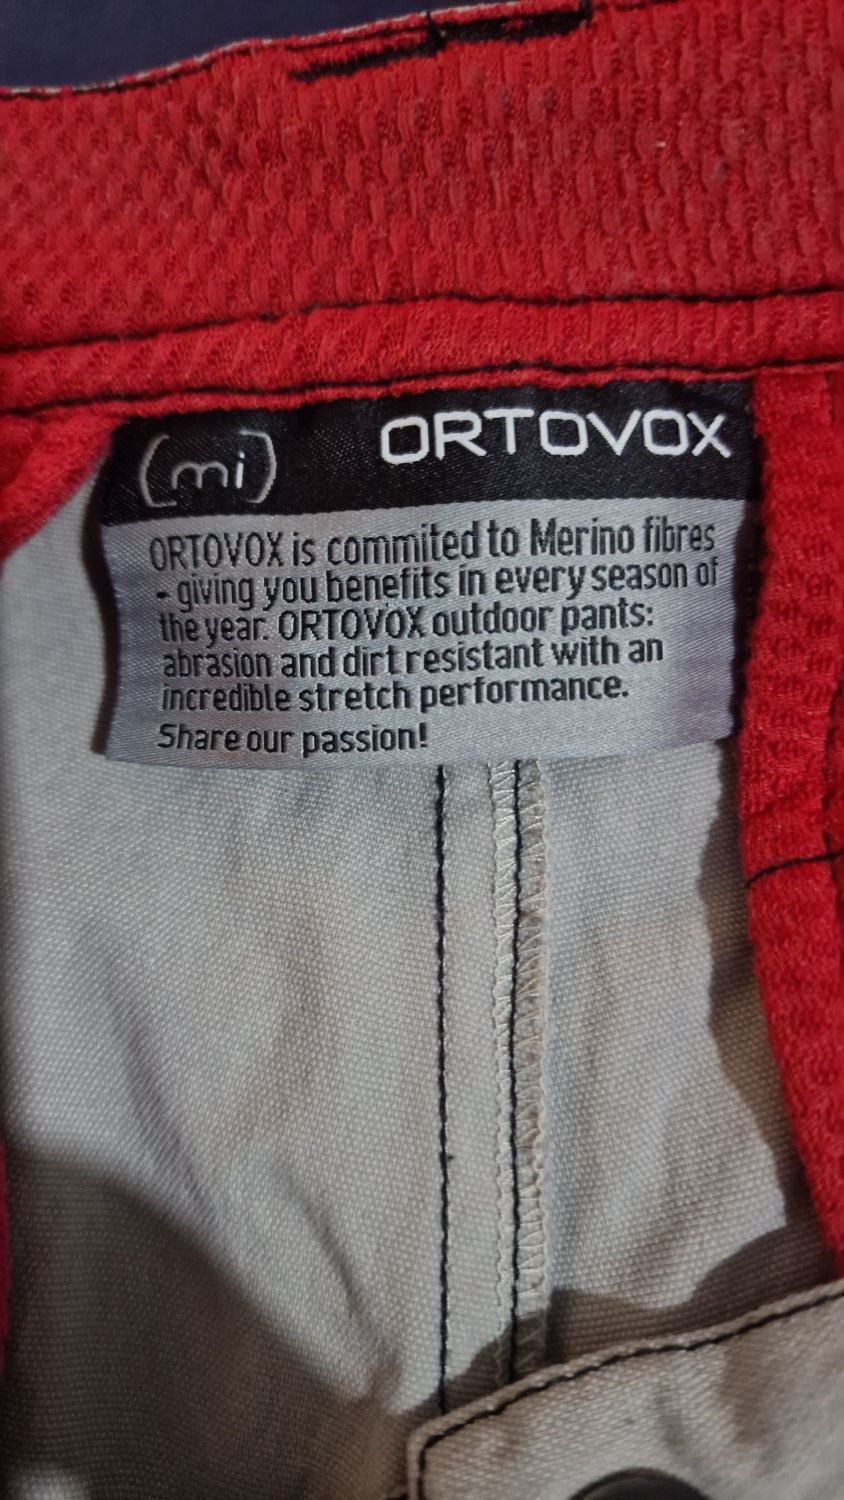 (mi) ORTOVOX
ORTOVOX is commited to Merino fibres
- giving you benefits in every season of
the year. ORTOVOX outdoor pants:
abrasion and dirt resistant with an
incredible stretch performance.
Share our passion!